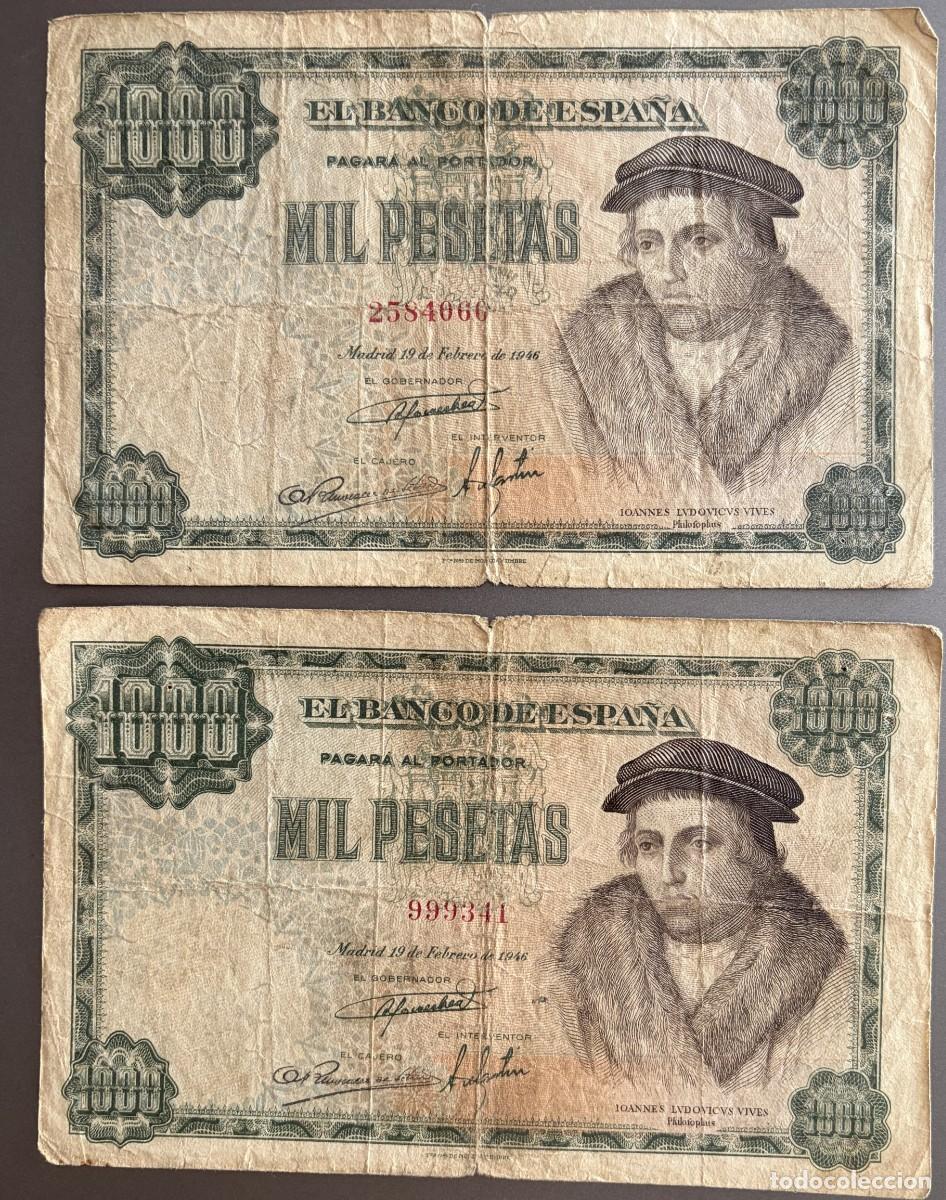 1000
1000
EL BANCO DE ESPAÑA
PAGARÁ AL PORTADOR
MIL PESETAS
2584066
Madrid 19 de Febrero de 1946
EL GOBERNADOR
EL INTERVENTOR
EL CAJERO
IOANNES LVDOVICVS VIVES
Philosophus
1000
1000
1000
1000
EL BANCO DE ESPAÑA
PAGARÁ AL PORTADOR
MIL PESETAS
999341
Madrid 19 de Febrero de 1946
EL GOBERNADOR
EL INTERVENTOR
EL CAJERO
IOANNES LVDOVICVS VIVES
Philosophus
1000
1000
todocoleccion